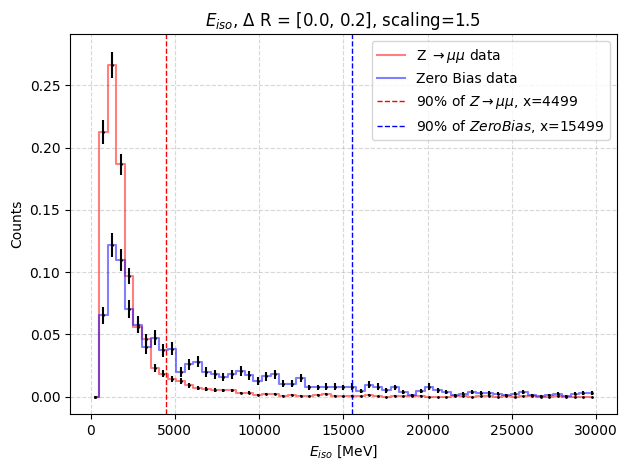 E_iso, Δ R = [0.0, 0.2], scaling=1.5
Z →μμ data
Zero Bias data
90% of Z→μμ, x=4499
90% of ZeroBias, x=15499
Counts
0.25
0.20
0.15
0.10
0.05
0.00
0 5000 10000 15000 20000 25000 30000
E_iso [MeV]